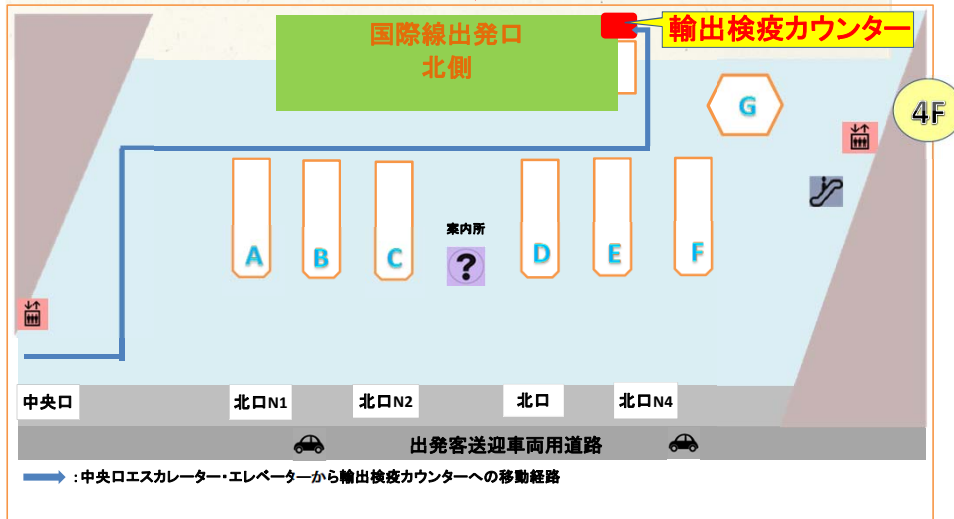 国際線出発口
北側
輸出検疫カウンター
4F
G
A
B
C
案内所
?
D
E
F
中央口
北口N1
北口N2
北口
北口N4
出発客送迎車両用道路
:中央口エスカレーター・エレベーターから輸出検疫カウンターへの移動経路